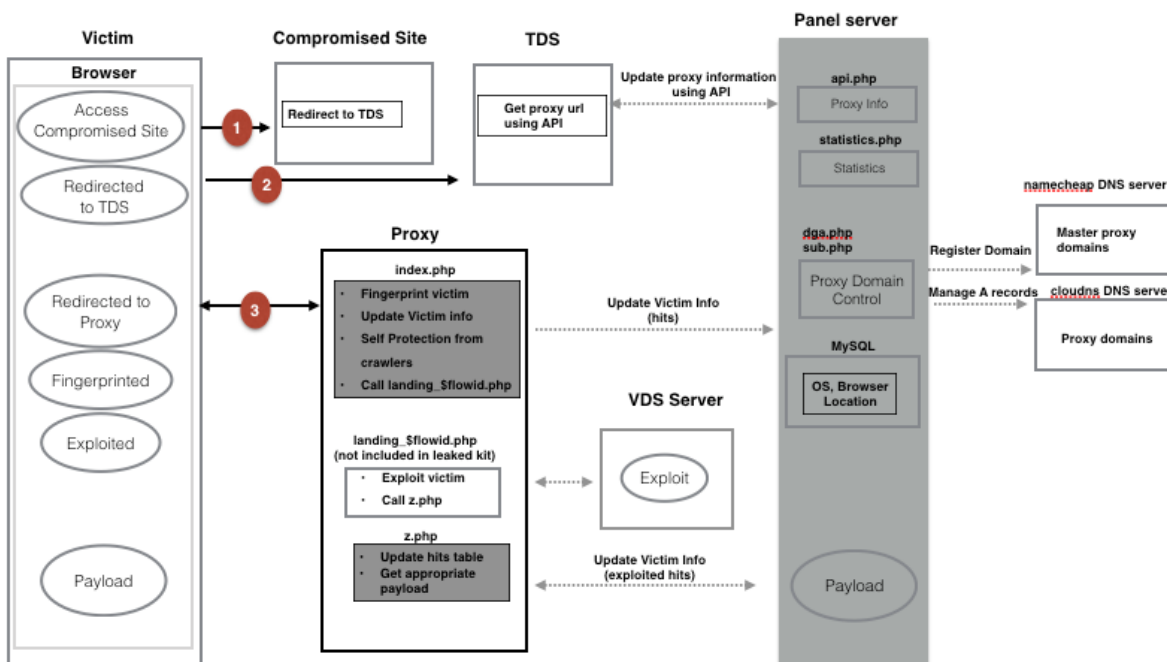 Panel server
Victim
Compromised Site
TDS
Browser
Access
Compromised Site
1
Redirect to TDS
Get proxy url
using API
Update proxy information
using API
api.php
Proxy Info
statistics.php
Statistics
2
Redirected
to TDS
namecheap DNS server
Master proxy
domains
Proxy
dga.php
sub.php
Register Domain
Proxy Domain
Control
Manage A records
cloudns DNS server
Proxy domains
index.php
• Fingerprint victim
• Update Victim info
• Self Protection from
crawlers
• Call landing_$flowid.php
Redirected to
Proxy
3
Update Victim Info
(hits)
MySQL
OS, Browser
Location
Fingerprinted
Exploited
VDS Server
Exploit
landing_$flowid.php
(not included in leaked kit)
• Exploit victim
• Call z.php
z.php
• Update hits table
• Get appropriate
payload
Update Victim Info
(exploited hits)
Payload
Payload